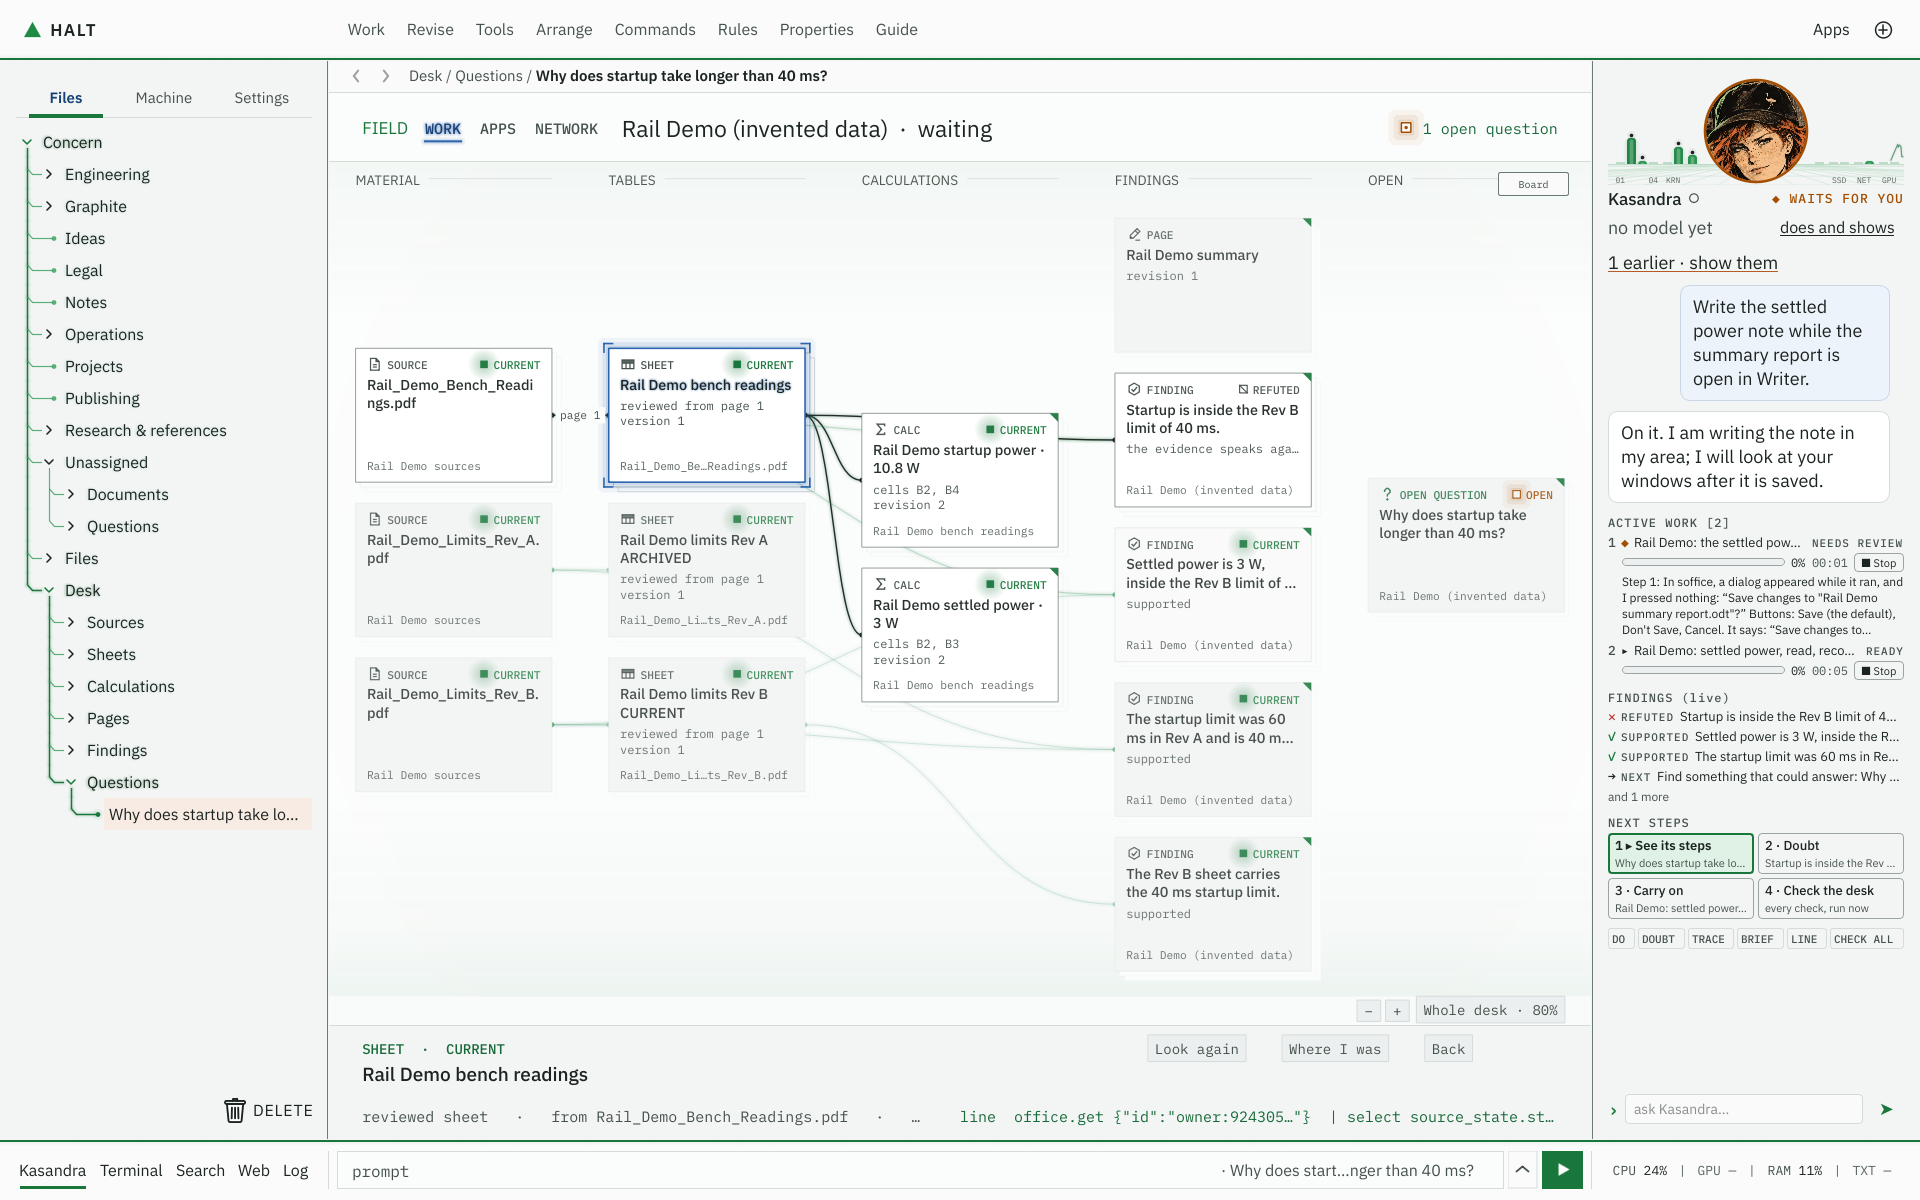 HALT
Work Revise Tools Arrange Commands Rules Properties Guide
Apps
Files Machine Settings
Concern
Engineering
Graphite
Ideas
Legal
Notes
Operations
Projects
Publishing
Research & references
Unassigned
Documents
Questions
Files
Desk
Sources
Sheets
Calculations
Pages
Findings
Questions
Why does startup take lo...
DELETE
Desk / Questions / Why does startup take longer than 40 ms?
FIELD WORK APPS NETWORK Rail Demo (invented data) · waiting
1 open question
MATERIAL TABLES CALCULATIONS FINDINGS OPEN
Board
SOURCE CURRENT
Rail_Demo_Bench_Readi
ngs.pdf
Rail Demo sources
page 1
SOURCE CURRENT
Rail_Demo_Limits_Rev_A.
pdf
Rail Demo sources
SOURCE CURRENT
Rail_Demo_Limits_Rev_B.
pdf
Rail Demo sources
SHEET CURRENT
Rail Demo bench readings
reviewed from page 1
version 1
Rail_Demo_Be…Readings.pdf
SHEET CURRENT
Rail Demo limits Rev A
ARCHIVED
reviewed from page 1
version 1
Rail_Demo_Li…ts_Rev_A.pdf
SHEET CURRENT
Rail Demo limits Rev B
CURRENT
reviewed from page 1
version 1
Rail_Demo_Li…ts_Rev_B.pdf
CALC CURRENT
Rail Demo startup power ·
10.8 W
cells B2, B4
revision 2
Rail Demo bench readings
CALC CURRENT
Rail Demo settled power ·
3 W
cells B2, B3
revision 2
Rail Demo bench readings
PAGE
Rail Demo summary
revision 1
FINDING REFUTED
Startup is inside the Rev B
limit of 40 ms.
the evidence speaks aga…
Rail Demo (invented data)
FINDING CURRENT
Settled power is 3 W,
inside the Rev B limit of ...
supported
Rail Demo (invented data)
FINDING CURRENT
The startup limit was 60
ms in Rev A and is 40 m...
supported
Rail Demo (invented data)
FINDING CURRENT
The Rev B sheet carries
the 40 ms startup limit.
supported
Rail Demo (invented data)
? OPEN QUESTION OPEN
Why does startup take
longer than 40 ms?
Rail Demo (invented data)
− + Whole desk · 80%
SHEET · CURRENT
Look again Where I was Back
Rail Demo bench readings
reviewed sheet · from Rail_Demo_Bench_Readings.pdf · … line office.get {"id":"owner:924305…"} | select source_state.st…
01 04 KRN SSD NET GPU
Kasandra
WAITS FOR YOU
no model yet
does and shows
1 earlier · show them
Write the settled
power note while the
summary report is
open in Writer.
On it. I am writing the note in
my area; I will look at your
windows after it is saved.
ACTIVE WORK [2]
1 Rail Demo: the settled pow... NEEDS REVIEW
0% 00:01 Stop
Step 1: In soffice, a dialog appeared while it ran, and
I pressed nothing: “Save changes to "Rail Demo
summary report.odt"?” Buttons: Save (the default),
Don't Save, Cancel. It says: “Save changes to...
2 Rail Demo: settled power, read, reco... READY
0% 00:05 Stop
FINDINGS (live)
REFUTED Startup is inside the Rev B limit of 4...
SUPPORTED Settled power is 3 W, inside the R...
SUPPORTED The startup limit was 60 ms in Re...
NEXT Find something that could answer: Why ...
and 1 more
NEXT STEPS
1 ▸ See its steps
Why does startup take lo...
2 · Doubt
Startup is inside the Rev ...
3 · Carry on
Rail Demo: settled power...
4 · Check the desk
every check, run now
DO DOUBT TRACE BRIEF LINE CHECK ALL
› ask Kasandra...
Kasandra Terminal Search Web Log
prompt
· Why does start...nger than 40 ms?
CPU 24% | GPU — | RAM 11% | TXT —